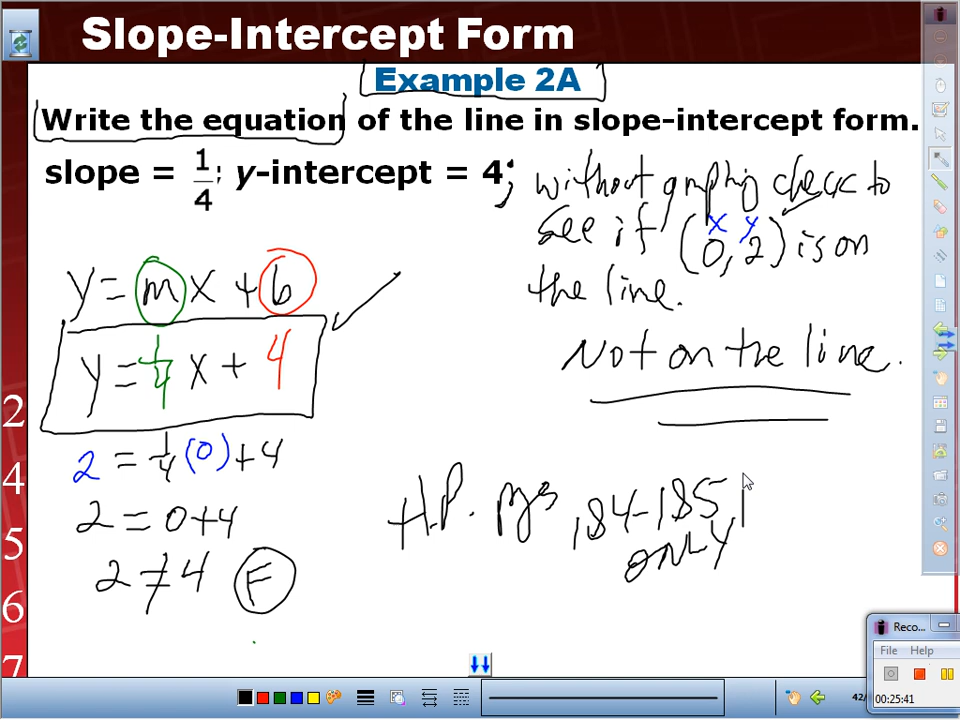 Slope-Intercept Form
Example 2A
Write the equation of the line in slope-intercept form.
slope = 1/4; y-intercept = 4;
without graphing check to
see if (0, 2) is on
x y
the line.
Not on the line.
y = mx + b
y = 1/4 x + 4
2 = 1/4 (0) + 4
2 = 0 + 4
2 ≠ 4 F
H.P. pgs 184-185,
only
2
4
5
6
7
Reco...
File Help
00:25:41
42/